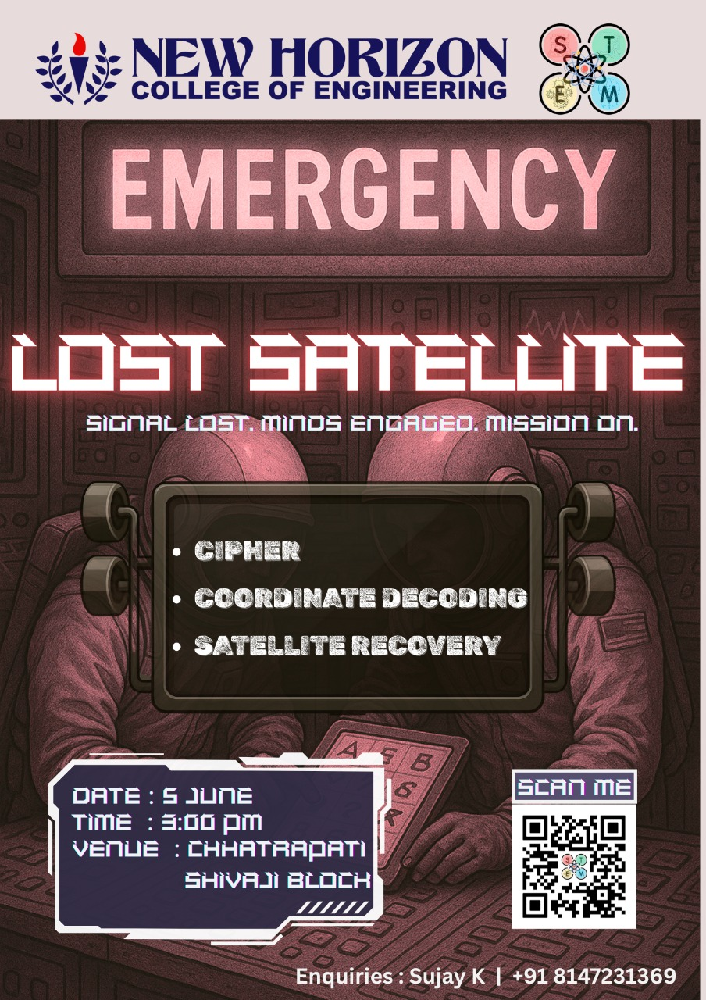 NEW HORIZON
COLLEGE OF ENGINEERING
S T
E M
EMERGENCY
LOST SATELLITE
SIGNAL LOST. MINDS ENGAGED. MISSION ON.
• CIPHER
• COORDINATE DECODING
• SATELLITE RECOVERY
A B
6
DATE : 5 JUNE
TIME : 3:00 PM
VENUE : CHHATRAPATI
SHIVAJI BLOCK
SCAN ME
S T
E M
Enquiries : Sujay K | +91 8147231369